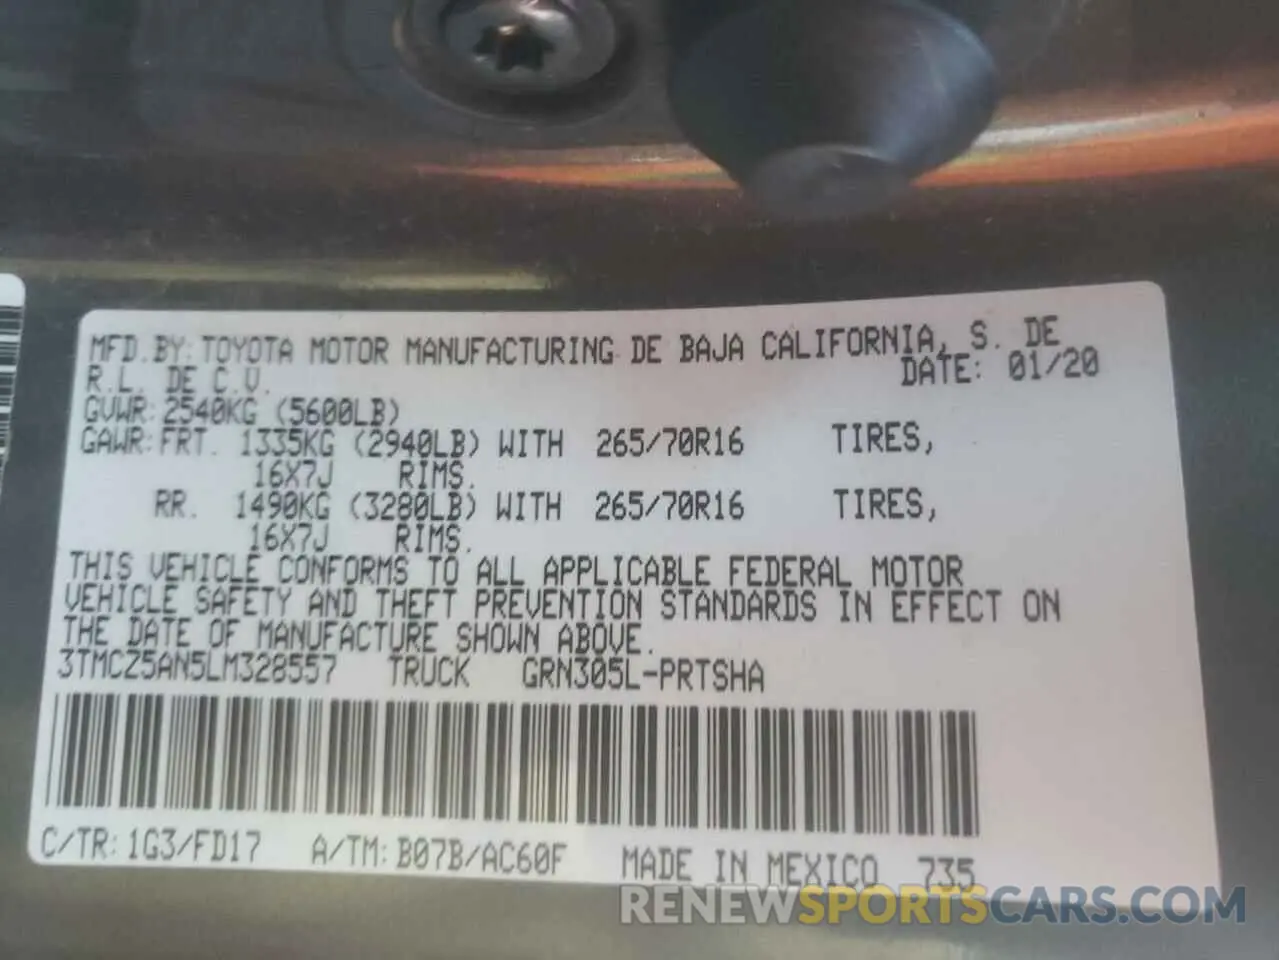 MFD.BY:TOYOTA MOTOR MANUFACTURING DE BAJA CALIFORNIA, S. DE
R.L. DE C.V. DATE: 01/20
GVWR:2540KG (5600LB)
GAWR:FRT. 1335KG (2940LB) WITH 265/70R16 TIRES,
16X7J RIMS.
RR. 1490KG (3280LB) WITH 265/70R16 TIRES,
16X7J RIMS.
THIS VEHICLE CONFORMS TO ALL APPLICABLE FEDERAL MOTOR
VEHICLE SAFETY AND THEFT PREVENTION STANDARDS IN EFFECT ON
THE DATE OF MANUFACTURE SHOWN ABOVE.
3TMCZ5AN5LM328557 TRUCK GRN305L-PRTSHA
C/TR:1G3/FD17 A/TM:B07B/AC60F MADE IN MEXICO 735
RENEWSPORTSCARS.COM